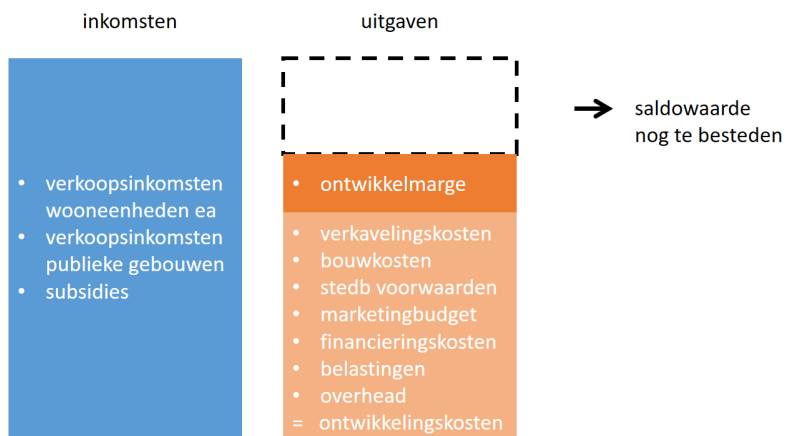 inkomsten
uitgaven
• verkoopsinkomsten
wooneenheden ea
• verkoopsinkomsten
publieke gebouwen
• subsidies
• ontwikkelmarge
• verkavelingskosten
• bouwkosten
• stedb voorwaarden
• marketingbudget
• financieringskosten
• belastingen
• overhead
= ontwikkelingskosten
saldowaarde
nog te besteden